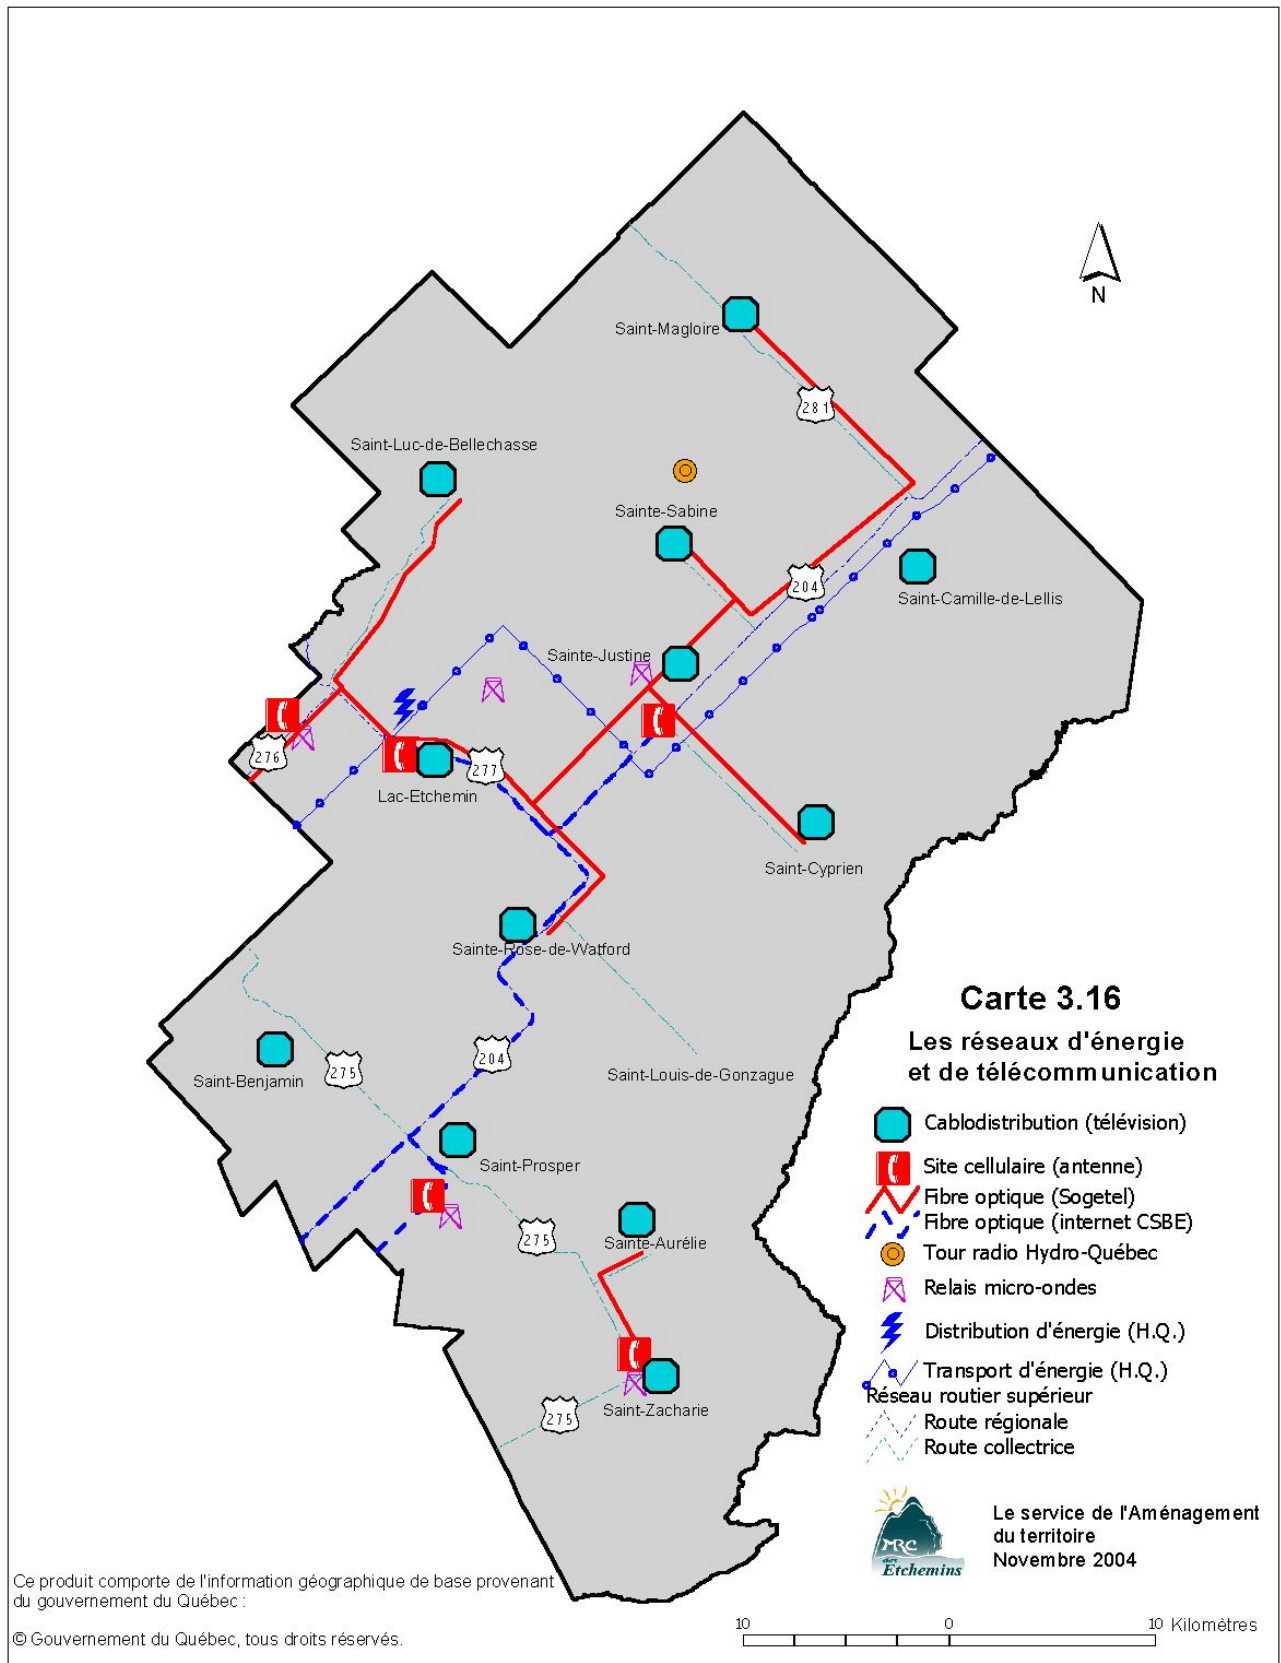 N
Saint-Magloire
281
Saint-Luc-de-Bellechasse
Sainte-Sabine
204
Saint-Camille-de-Lellis
Sainte-Justine
276
277
Lac-Etchemin
Saint-Cyprien
Sainte-Rose-de-Watford
Carte 3.16
Les réseaux d'énergie
et de télécommunication
204
275
Saint-Benjamin
Saint-Louis-de-Gonzague
Saint-Prosper
275
Sainte-Aurélie
Saint-Zacharie
275
Cablodistribution (télévision)
Site cellulaire (antenne)
Fibre optique (Sogetel)
Fibre optique (internet CSBE)
Tour radio Hydro-Québec
Relais micro-ondes
Distribution d'énergie (H.Q.)
Transport d'énergie (H.Q.)
Réseau routier supérieur
Route régionale
Route collectrice
MRC
des
Etchemins
Le service de l'Aménagement
du territoire
Novembre 2004
Ce produit comporte de l'information géographique de base provenant
du gouvernement du Québec :
© Gouvernement du Québec, tous droits réservés.
10 0 10 Kilomètres